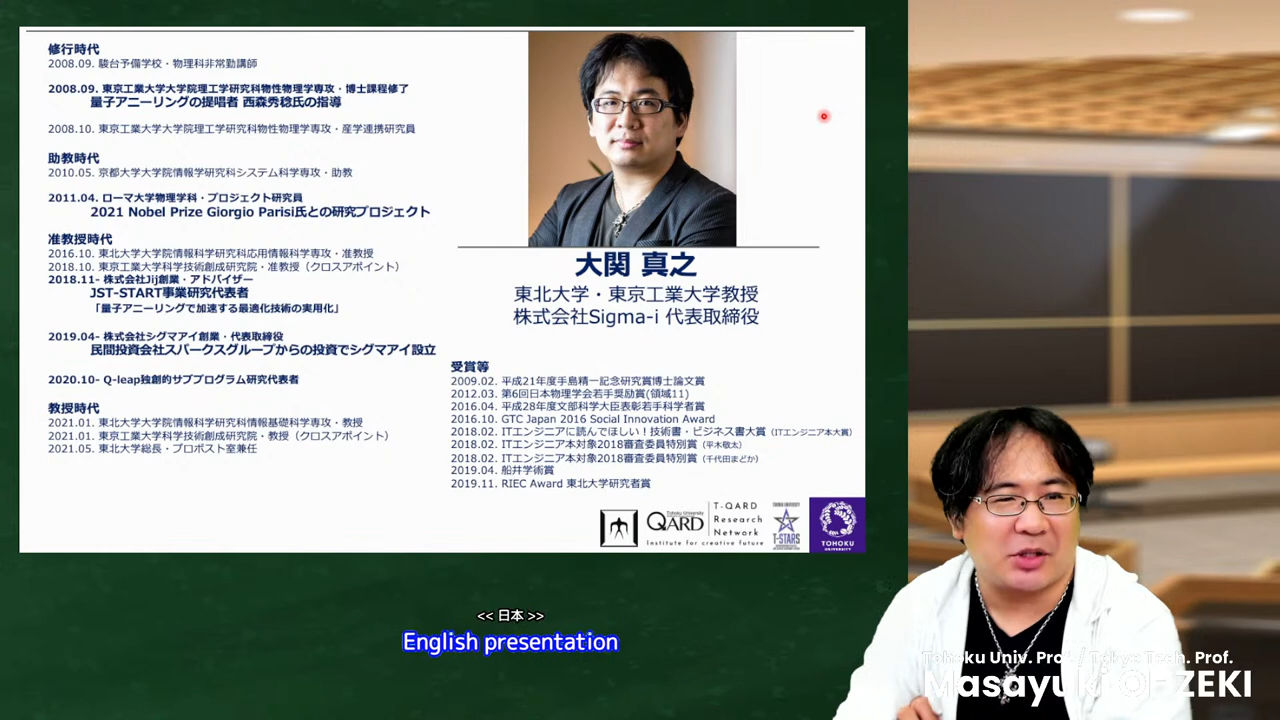 修行時代
2008.09. 駿台予備学校・物理科非常勤講師
2008.09. 東京工業大学大学院理工学研究科物性物理学専攻・博士課程修了
量子アニーリングの提唱者 西森秀稔氏の指導
2008.10. 東京工業大学大学院理工学研究科物性物理学専攻・産学連携研究員
助教時代
2010.05. 京都大学大学院情報学研究科システム科学専攻・助教
2011.04. ローマ大学物理学科・プロジェクト研究員
2021 Nobel Prize Giorgio Parisi氏との研究プロジェクト
准教授時代
2016.10. 東北大学大学院情報科学研究科応用情報科学専攻・准教授
2018.10. 東京工業大学科学技術創成研究院・准教授（クロスアポイント）
2018.11- 株式会社Jij創業・アドバイザー
JST-START事業研究代表者
「量子アニーリングで加速する最適化技術の実用化」
2019.04- 株式会社シグマアイ創業・代表取締役
民間投資会社スパークスグループからの投資でシグマアイ設立
2020.10- Q-leap独創的サブプログラム研究代表者
教授時代
2021.01. 東北大学大学院情報科学研究科情報基礎科学専攻・教授
2021.01. 東京工業大学科学技術創成研究院・教授（クロスアポイント）
2021.05. 東北大学総長・プロボスト室兼任
大関 真之
東北大学・東京工業大学教授
株式会社Sigma-i 代表取締役
受賞等
2009.02. 平成21年度手島精一記念研究賞博士論文賞
2012.03. 第6回日本物理学会若手奨励賞(領域11)
2016.04. 平成28年度文部科学大臣表彰若手科学者賞
2016.10. GTC Japan 2016 Social Innovation Award
2018.02. ITエンジニアに読んでほしい！技術書・ビジネス書大賞（ITエンジニア本大賞）
2018.02. ITエンジニア本対象2018審査委員特別賞（平木敬太）
2018.02. ITエンジニア本対象2018審査委員特別賞（千代田まどか）
2019.04. 船井学術賞
2019.11. RIEC Award 東北大学研究者賞
Tohoku University
QARD
T-QARD
Research
Network
Institute for creative future
T-STARS
TOHOKU
UNIVERSITY
<< 日本 >>
English presentation
Tohoku Univ. Prof. / Tokyo Tech. Prof.
Masayuki OHZEKI